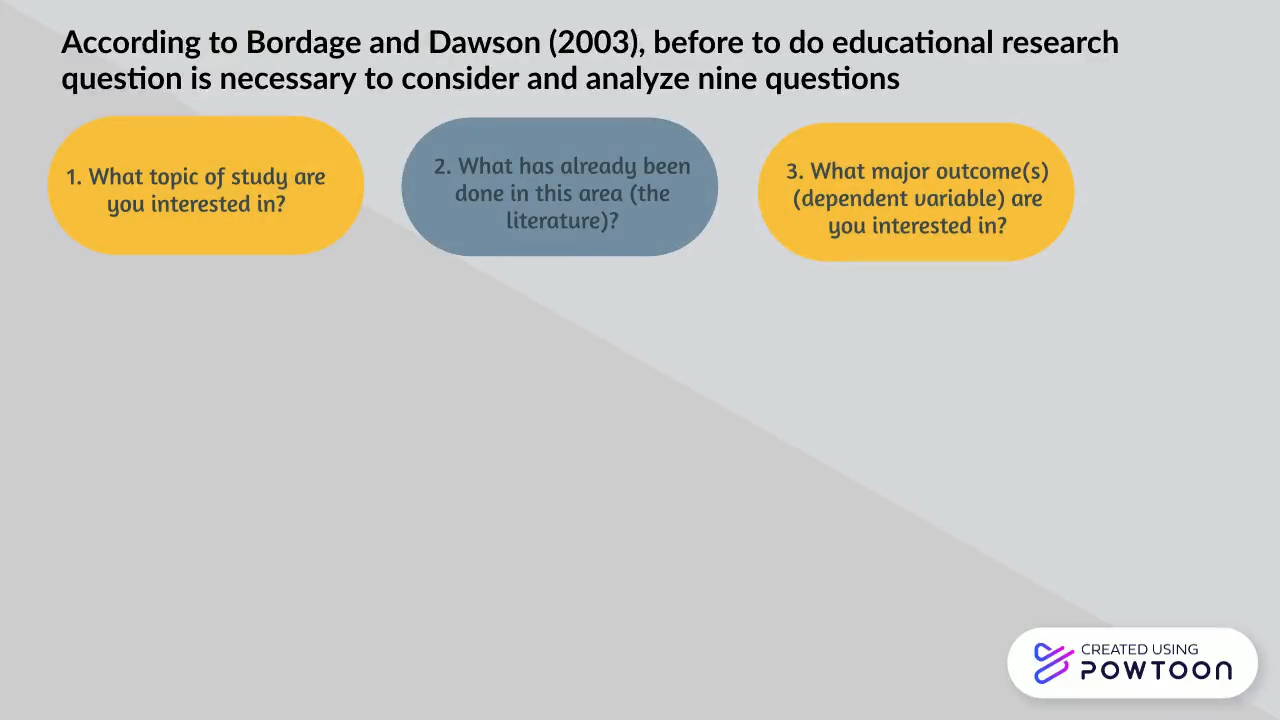 According to Bordage and Dawson (2003), before to do educational research
question is necessary to consider and analyze nine questions
1. What topic of study are
you interested in?
2. What has already been
done in this area (the
literature)?
3. What major outcome(s)
(dependent variable) are
you interested in?
CREATED USING
POWTOON